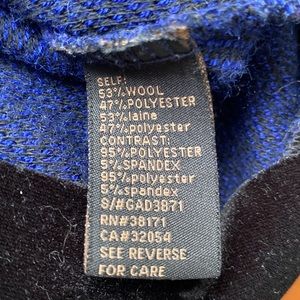 SELF:
53%WOOL
47%POLYESTER
53%laine
47%polyester
CONTRAST:
95%POLYESTER
5%SPANDEX
95%polyester
5%spandex
S/#GAD3871
RN#38171
CA#32054
SEE REVERSE
FOR CARE